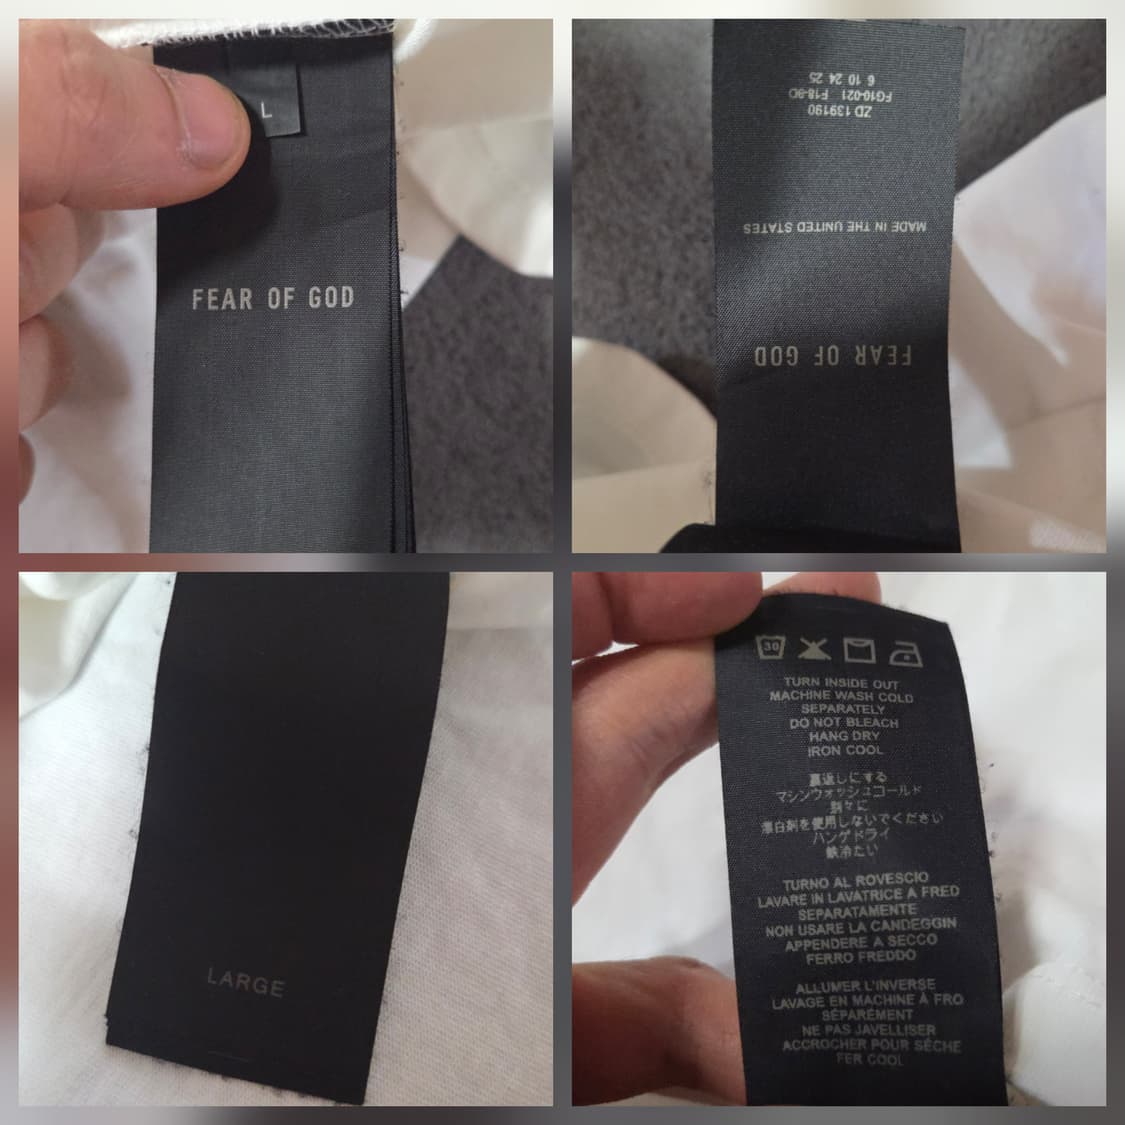 L
FEAR OF GOD
FEAR OF GOD
MADE IN THE UNITED STATES
ZD 139190
FG10-021 F18-9D
6 10 24 25
LARGE
30
TURN INSIDE OUT
MACHINE WASH COLD
SEPARATELY
DO NOT BLEACH
HANG DRY
IRON COOL
裏返しにする
マシンウォッシュコールド
別々に
漂白剤を使用しないでください
ハングドライ
鉄冷たい
TURNO AL ROVESCIO
LAVARE IN LAVATRICE A FRED
SEPARATAMENTE
NON USARE LA CANDEGGIN
APPENDERE A SECCO
FERRO FREDDO
ALLUMER L'INVERSE
LAVAGE EN MACHINE À FRO
SÉPARÉMENT
NE PAS JAVELLISER
ACCROCHER POUR SÈCHE
FER COOL